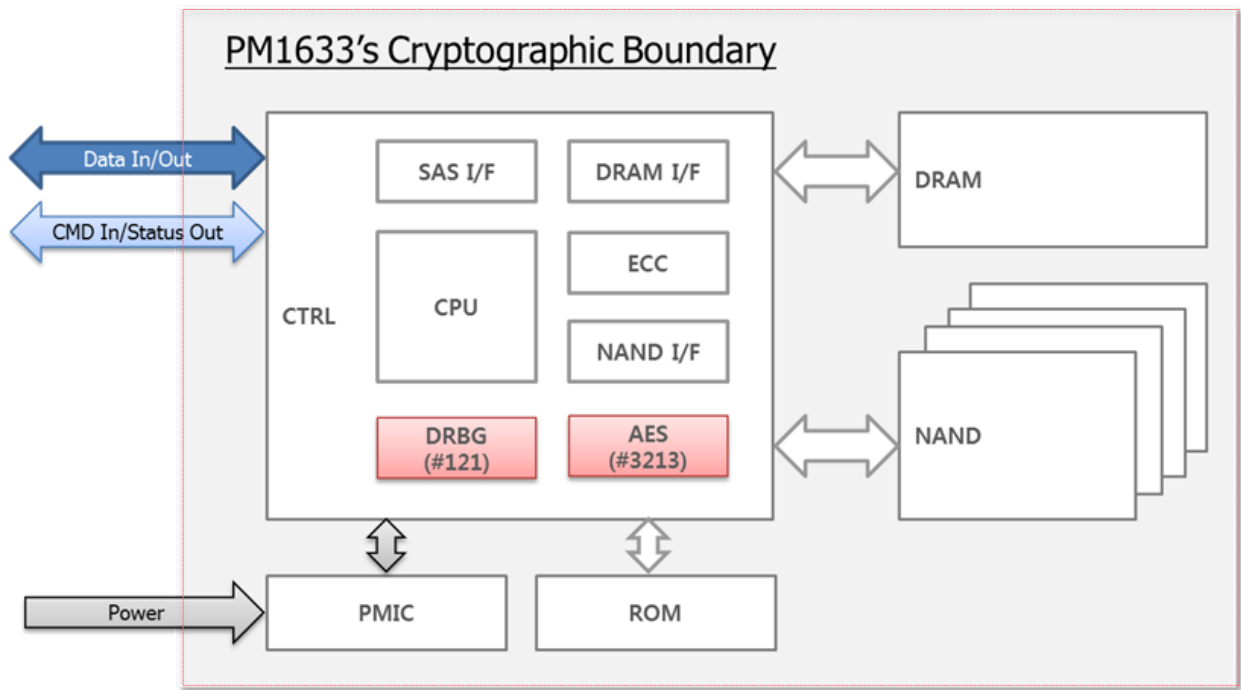 PM1633’s Cryptographic Boundary
Data In/Out
CMD In/Status Out
CTRL
SAS I/F
DRAM I/F
CPU
ECC
NAND I/F
DRBG
(#121)
AES
(#3213)
DRAM
NAND
Power
PMIC
ROM